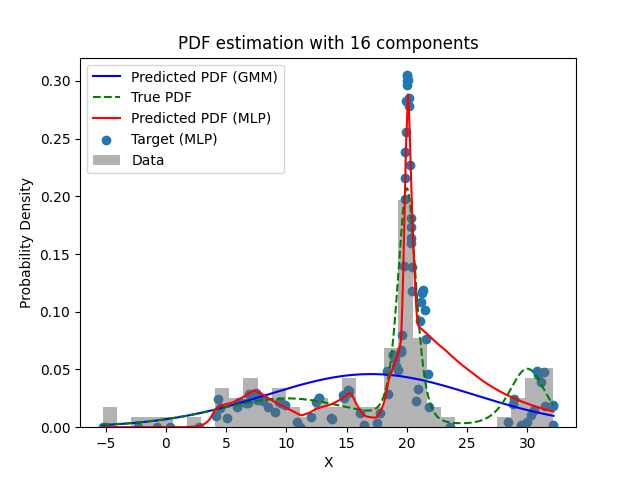 PDF estimation with 16 components
Predicted PDF (GMM)
True PDF
Predicted PDF (MLP)
Target (MLP)
Data
Probability Density
0.30
0.25
0.20
0.15
0.10
0.05
0.00
−5
0
5
10
15
20
25
30
X